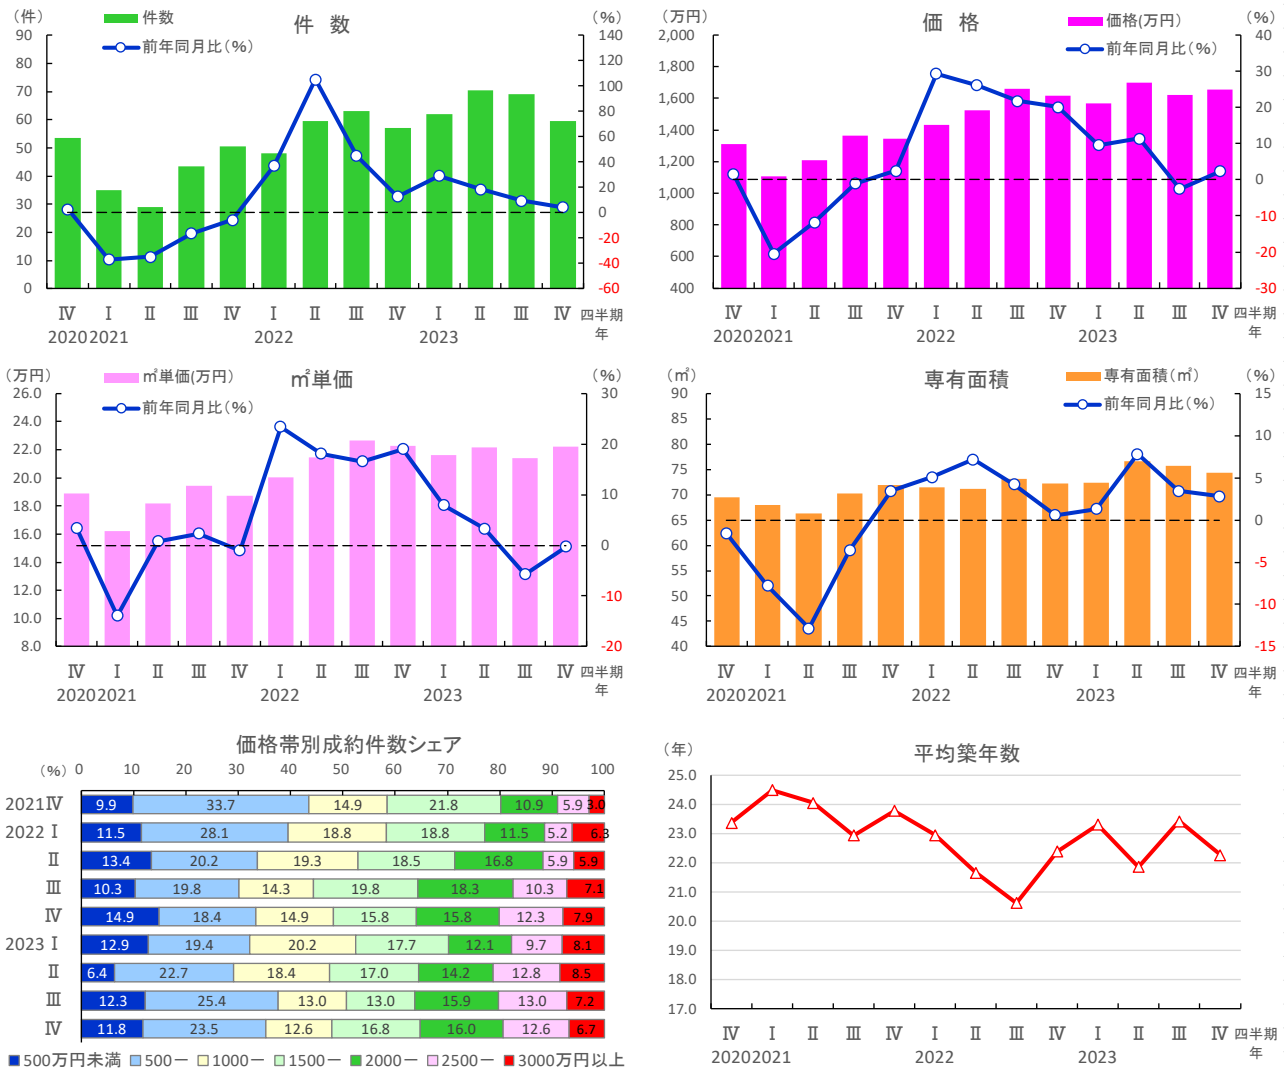 件 数
（件）
件数
前年同月比（%）
（%）
90
80
70
60
50
40
30
20
10
0
140
120
100
80
60
40
20
0
-20
-40
-60
Ⅳ Ⅰ Ⅱ Ⅲ Ⅳ Ⅰ Ⅱ Ⅲ Ⅳ Ⅰ Ⅱ Ⅲ Ⅳ 四半期
2020 2021 2022 2023 年
価 格
（万円）
価格(万円)
前年同月比（%）
（%）
2,000
1,800
1,600
1,400
1,200
1,000
800
600
400
40
30
20
10
0
-10
-20
-30
Ⅳ Ⅰ Ⅱ Ⅲ Ⅳ Ⅰ Ⅱ Ⅲ Ⅳ Ⅰ Ⅱ Ⅲ Ⅳ 四半期
2020 2021 2022 2023 年
㎡単価
（万円）
㎡単価(万円)
前年同月比（%）
（%）
26.0
24.0
22.0
20.0
18.0
16.0
14.0
12.0
10.0
8.0
30
20
10
0
-10
-20
Ⅳ Ⅰ Ⅱ Ⅲ Ⅳ Ⅰ Ⅱ Ⅲ Ⅳ Ⅰ Ⅱ Ⅲ Ⅳ 四半期
2020 2021 2022 2023 年
専有面積
（㎡）
専有面積（㎡）
前年同月比（%）
（%）
90
85
80
75
70
65
60
55
50
45
40
15
10
5
0
-5
-10
-15
Ⅳ Ⅰ Ⅱ Ⅲ Ⅳ Ⅰ Ⅱ Ⅲ Ⅳ Ⅰ Ⅱ Ⅲ Ⅳ 四半期
2020 2021 2022 2023 年
価格帯別成約件数シェア
（%） 0 10 20 30 40 50 60 70 80 90 100
2021Ⅳ 9.9 33.7 14.9 21.8 10.9 5.9 3.0
2022 Ⅰ 11.5 28.1 18.8 18.8 11.5 5.2 6.3
Ⅱ 13.4 20.2 19.3 18.5 16.8 5.9 5.9
Ⅲ 10.3 19.8 14.3 19.8 18.3 10.3 7.1
Ⅳ 14.9 18.4 14.9 15.8 15.8 12.3 7.9
2023 Ⅰ 12.9 19.4 20.2 17.7 12.1 9.7 8.1
Ⅱ 6.4 22.7 18.4 17.0 14.2 12.8 8.5
Ⅲ 12.3 25.4 13.0 13.0 15.9 13.0 7.2
Ⅳ 11.8 23.5 12.6 16.8 16.0 12.6 6.7
500万円未満 500ー 1000ー 1500ー 2000ー 2500ー 3000万円以上
平均築年数
（年）
25.0
24.0
23.0
22.0
21.0
20.0
19.0
18.0
17.0
Ⅳ Ⅰ Ⅱ Ⅲ Ⅳ Ⅰ Ⅱ Ⅲ Ⅳ Ⅰ Ⅱ Ⅲ Ⅳ 四半期
2020 2021 2022 2023 年